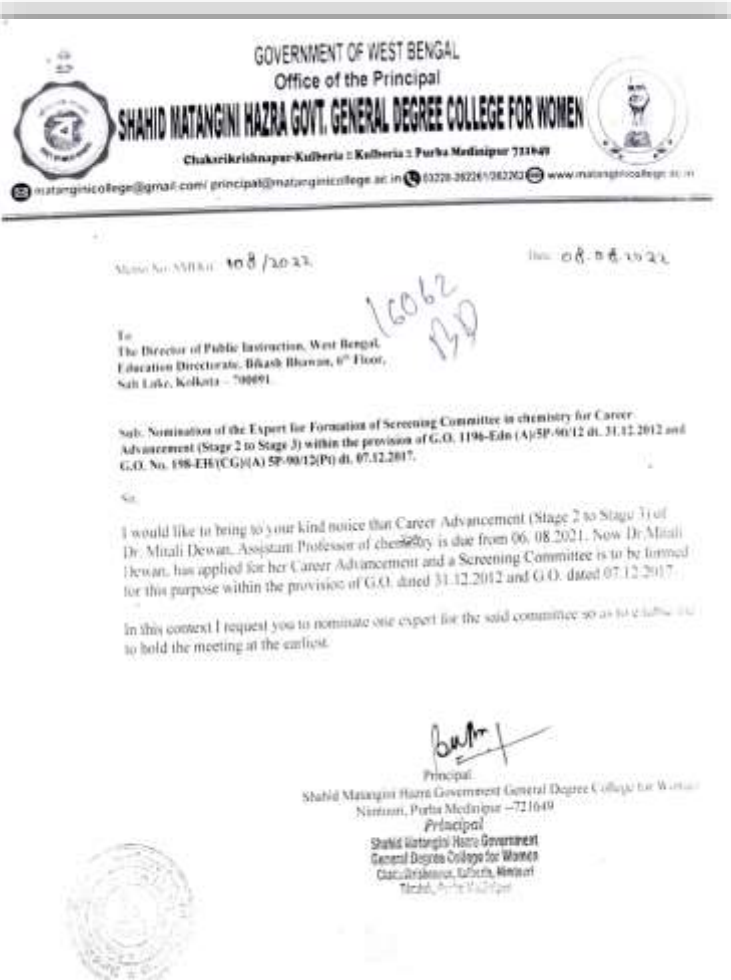 GOVERNMENT OF WEST BENGAL
Office of the Principal
SHAHID MATANGINI HAZRA GOVT. GENERAL DEGREE COLLEGE FOR WOMEN
Chaksrikrishnapur-Kulberia :: Kulberia :: Purba Medinipur 721649
matanginicollege@gmail.com/ principal@matanginicollege.ac.in 03228-262261/262262 www.matanginicollege.ac.in
Memo No. 108/2022 Date 08.08.2022
16062
BD
To
The Director of Public Instruction, West Bengal,
Education Directorate, Bikash Bhawan, 6th Floor,
Salt Lake, Kolkata – 700091
Sub. Nomination of the Expert for Formation of Screening Committee in chemistry for Career
Advancement (Stage 2 to Stage 3) within the provision of G.O. 1196-Edn (A)/5P-90/12 dt. 31.12.2012 and
G.O. No. 198-EH/(CG)/(A) 5P-90/12(Pt) dt. 07.12.2017.
Sir,
I would like to bring to your kind notice that Career Advancement (Stage 2 to Stage 3) of
Dr. Mitali Dewan, Assistant Professor of chemistry is due from 06. 08.2021. Now Dr.Mitali
Dewan, has applied for her Career Advancement and a Screening Committee is to be formed
for this purpose within the provision of G.O. dated 31.12.2012 and G.O. dated 07.12.2017.
In this context I request you to nominate one expert for the said committee so as to
to hold the meeting at the earliest.
Principal
Shahid Matangini Hazra Government General Degree College for Women
Nimtouri, Purba Medinipur –721649
Principal
Shahid Matangini Hazra Government
General Degree College for Women
Kulberia, Nimtouri